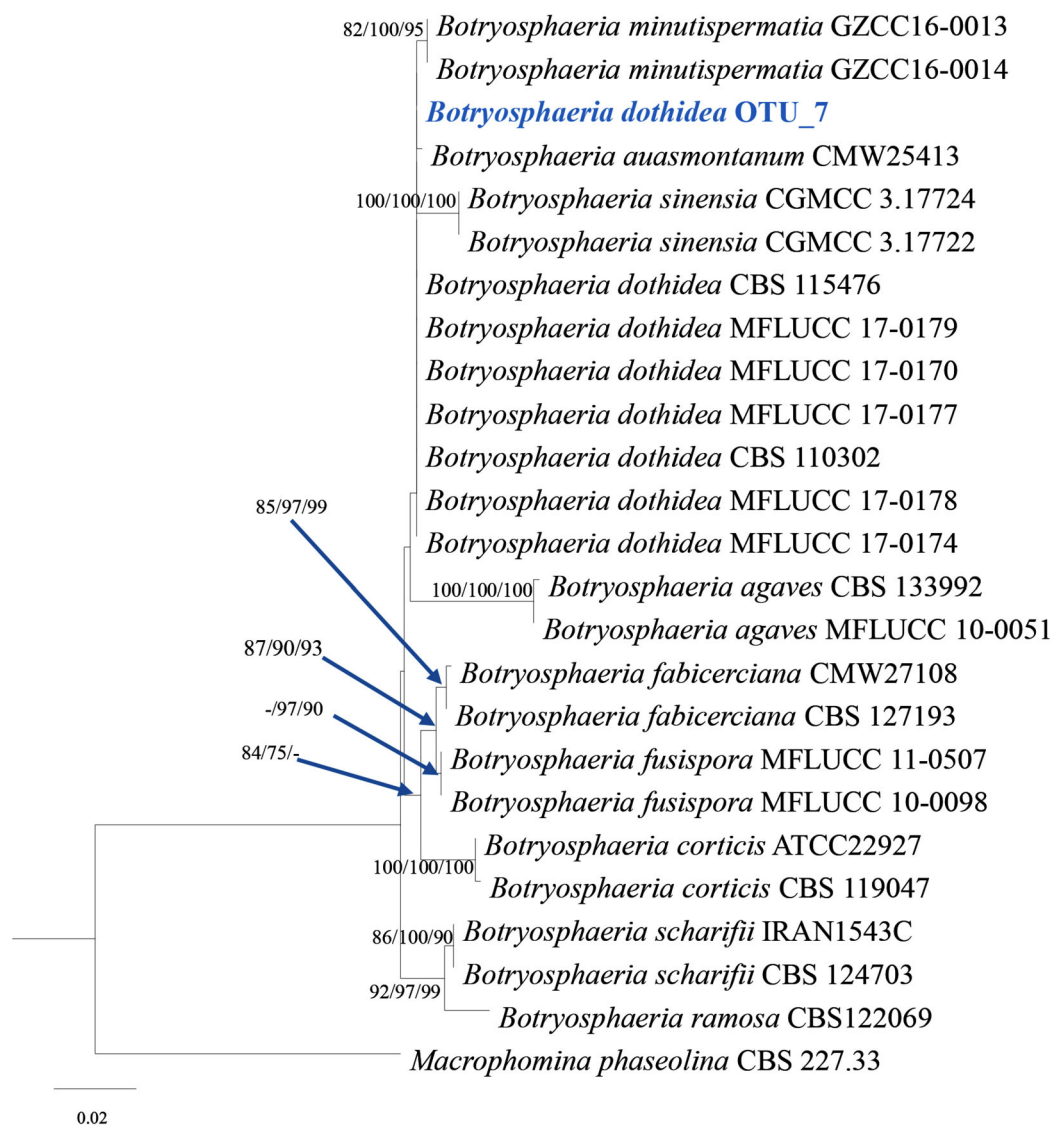 82/100/95
Botryosphaeria minutispermatia GZCC16-0013
Botryosphaeria minutispermatia GZCC16-0014
Botryosphaeria dothidea OTU_7
Botryosphaeria auasmontanum CMW25413
100/100/100
Botryosphaeria sinensia CGMCC 3.17724
Botryosphaeria sinensia CGMCC 3.17722
Botryosphaeria dothidea CBS 115476
Botryosphaeria dothidea MFLUCC 17-0179
Botryosphaeria dothidea MFLUCC 17-0170
Botryosphaeria dothidea MFLUCC 17-0177
Botryosphaeria dothidea CBS 110302
Botryosphaeria dothidea MFLUCC 17-0178
85/97/99
Botryosphaeria dothidea MFLUCC 17-0174
100/100/100
Botryosphaeria agaves CBS 133992
Botryosphaeria agaves MFLUCC 10-0051
87/90/93
Botryosphaeria fabicerciana CMW27108
-/97/90
Botryosphaeria fabicerciana CBS 127193
84/75/-
Botryosphaeria fusispora MFLUCC 11-0507
Botryosphaeria fusispora MFLUCC 10-0098
Botryosphaeria corticis ATCC22927
100/100/100
Botryosphaeria corticis CBS 119047
86/100/90
Botryosphaeria scharifii IRAN1543C
Botryosphaeria scharifii CBS 124703
92/97/99
Botryosphaeria ramosa CBS122069
Macrophomina phaseolina CBS 227.33
0.02